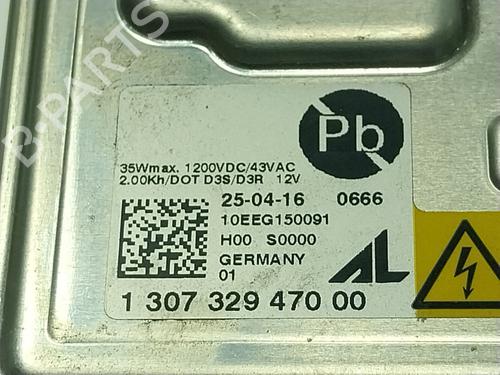 B-PARTS
Pb
35Wmax. 1200VDC/43VAC
2.00Kh/DOT D3S/D3R 12V
25-04-16 0666
10EEG150091
H00 S0000
GERMANY
01
AL
1 307 329 470 00